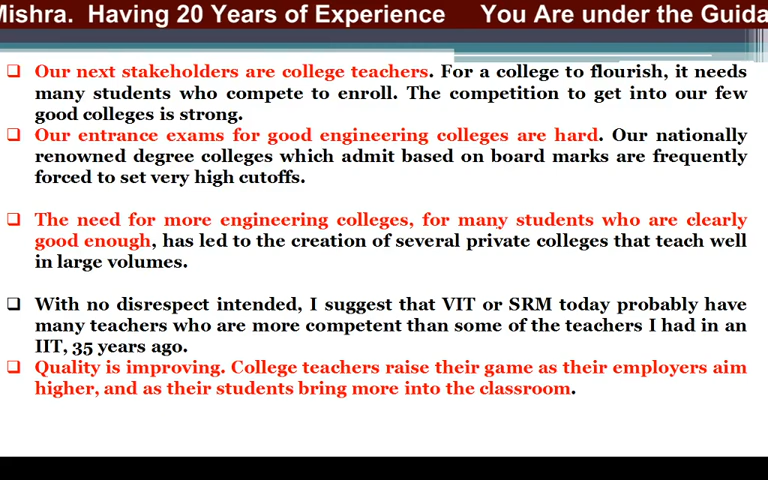 Mishra.  Having 20 Years of Experience      You Are under the Guida
❑ Our next stakeholders are college teachers. For a college to flourish, it needs
many students who compete to enroll. The competition to get into our few
good colleges is strong.
❑ Our entrance exams for good engineering colleges are hard. Our nationally
renowned degree colleges which admit based on board marks are frequently
forced to set very high cutoffs.
❑ The need for more engineering colleges, for many students who are clearly
good enough, has led to the creation of several private colleges that teach well
in large volumes.
❑ With no disrespect intended, I suggest that VIT or SRM today probably have
many teachers who are more competent than some of the teachers I had in an
IIT, 35 years ago.
❑ Quality is improving. College teachers raise their game as their employers aim
higher, and as their students bring more into the classroom.